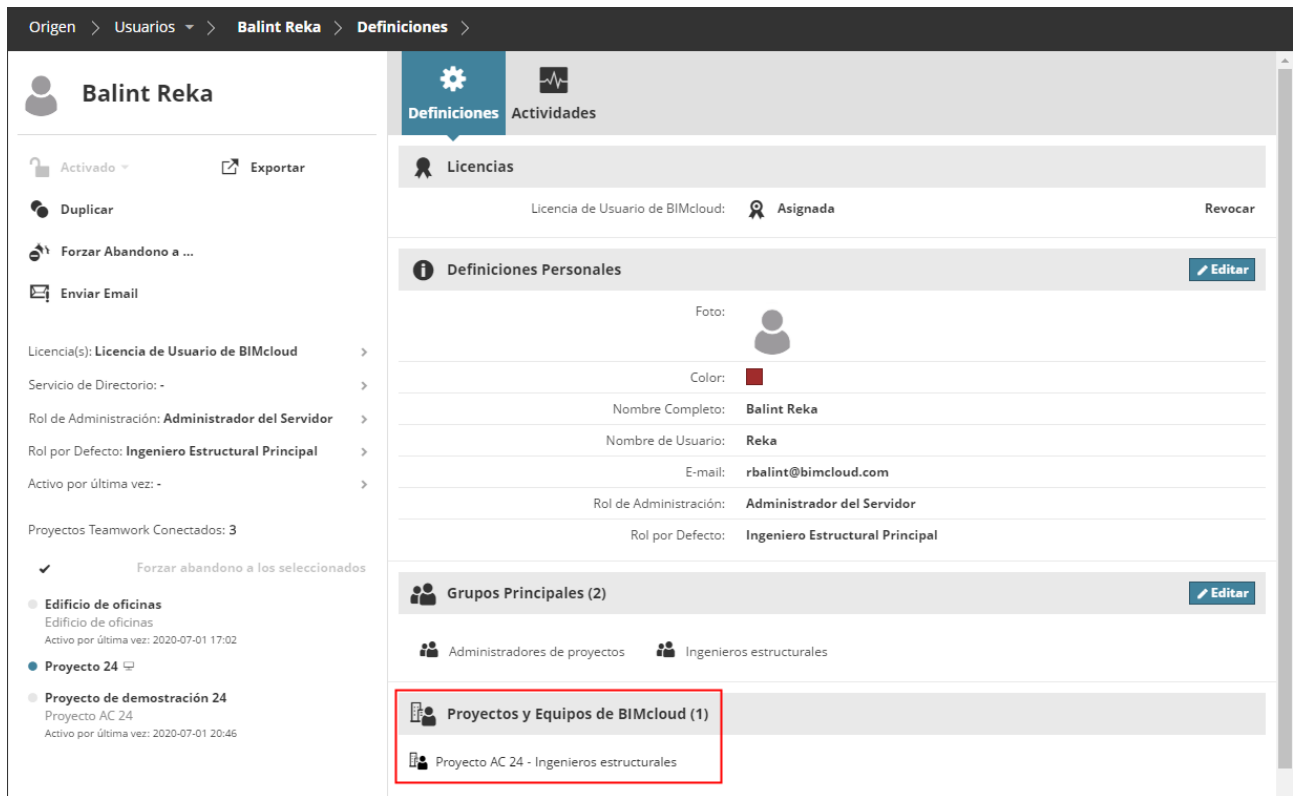 Origen > Usuarios > Balint Reka > Definiciones >
Balint Reka
Activado
Exportar
Duplicar
Forzar Abandono a ...
Enviar Email
Licencia(s): Licencia de Usuario de BIMcloud
Servicio de Directorio: -
Rol de Administración: Administrador del Servidor
Rol por Defecto: Ingeniero Estructural Principal
Activo por última vez: -
Proyectos Teamwork Conectados: 3
Forzar abandono a los seleccionados
Edificio de oficinas
Edificio de oficinas
Activo por última vez: 2020-07-01 17:02
Proyecto 24
Proyecto de demostración 24
Proyecto AC 24
Activo por última vez: 2020-07-01 20:46
Definiciones Actividades
Licencias
Licencia de Usuario de BIMcloud: Asignada Revocar
Definiciones Personales Editar
Foto:
Color:
Nombre Completo: Balint Reka
Nombre de Usuario: Reka
E-mail: rbalint@bimcloud.com
Rol de Administración: Administrador del Servidor
Rol por Defecto: Ingeniero Estructural Principal
Grupos Principales (2) Editar
Administradores de proyectos Ingenieros estructurales
Proyectos y Equipos de BIMcloud (1)
Proyecto AC 24 - Ingenieros estructurales